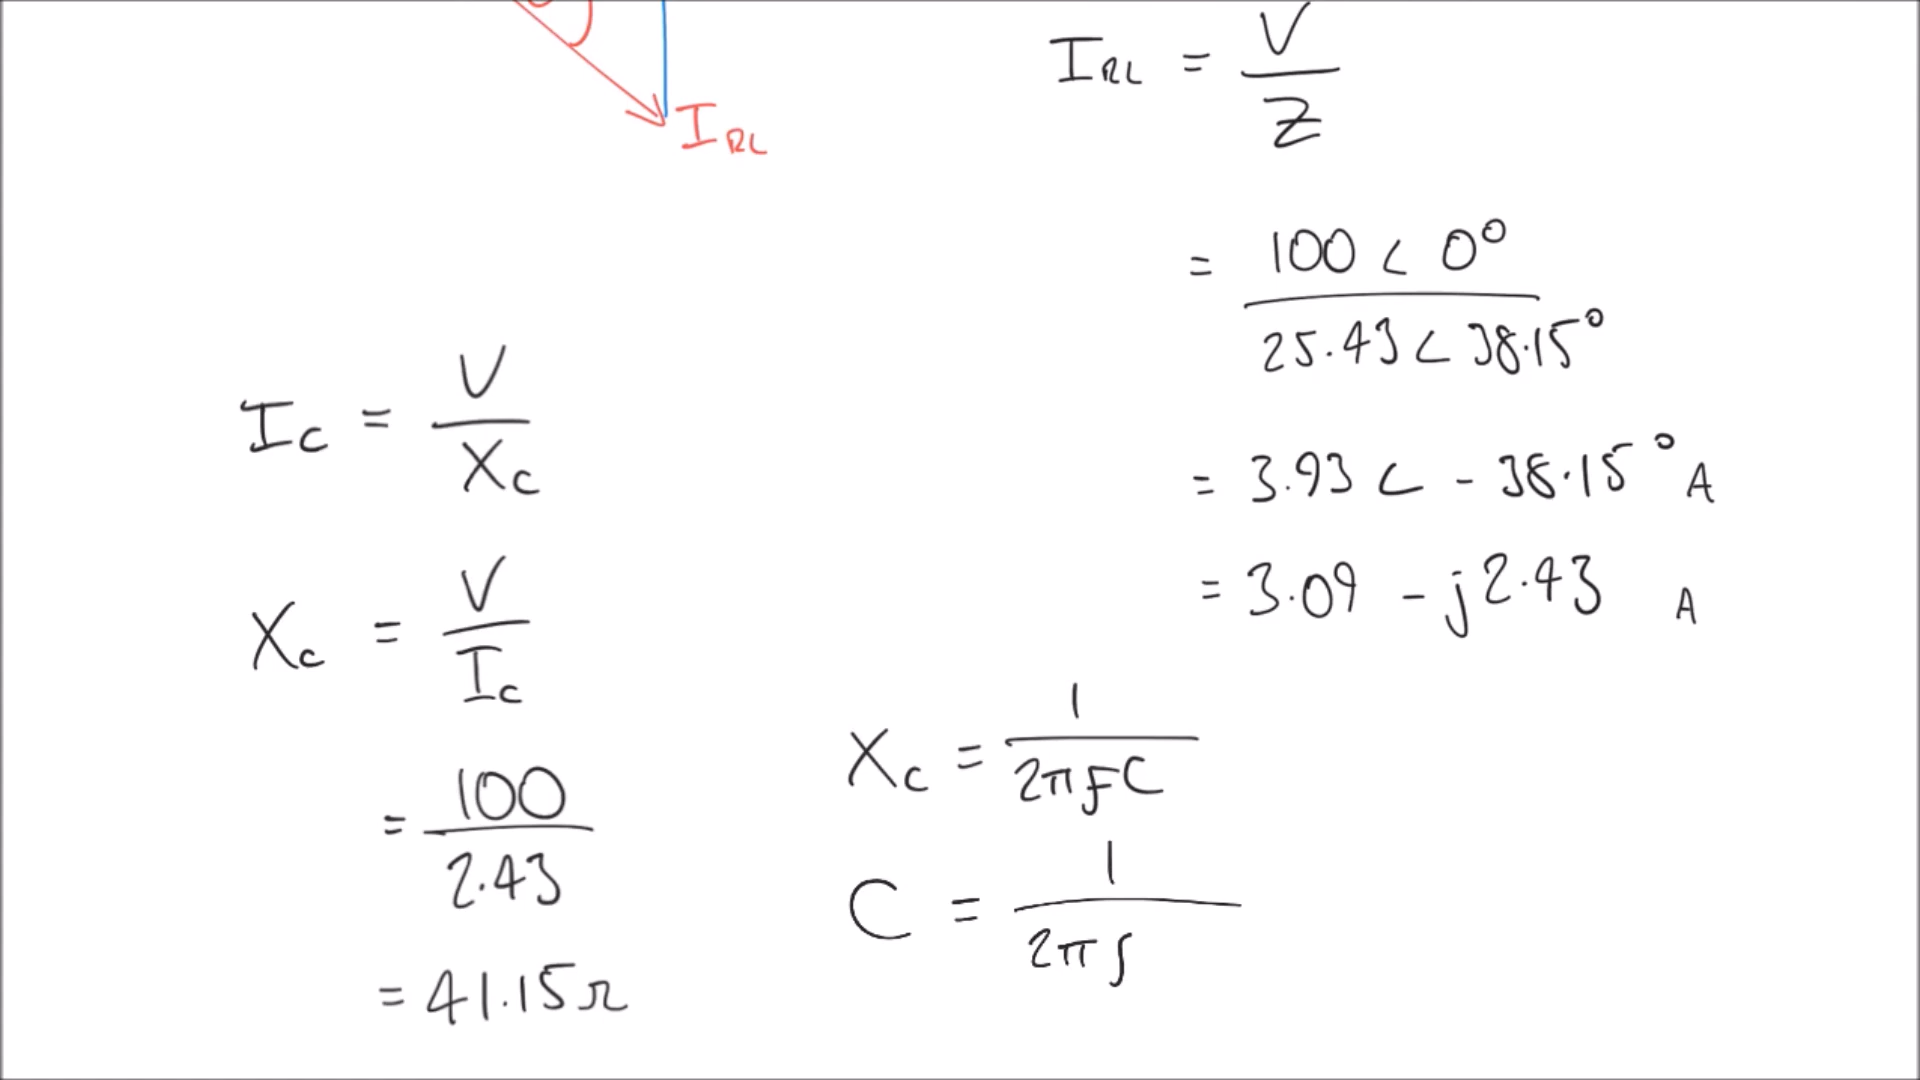 I_RL
I_RL = V / Z
= 100 < 0° / 25.43 < 38.15°
= 3.93 < - 38.15° A
= 3.09 - j2.43 A
I_C = V / X_C
X_C = V / I_C
= 100 / 2.43
= 41.15Ω
X_C = 1 / 2πfC
C = 1 / 2πf